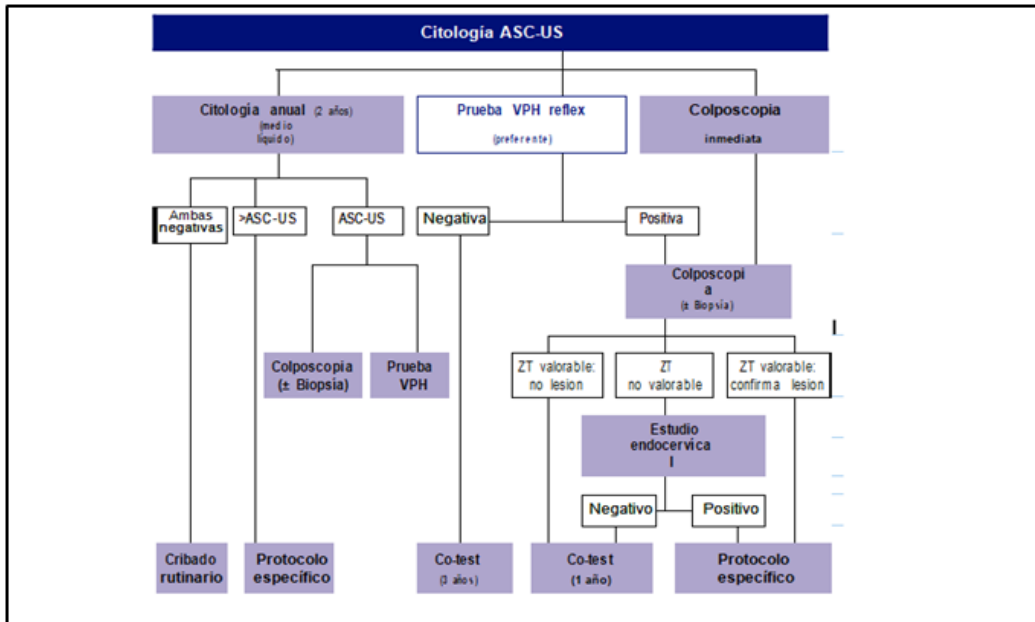 Citología ASC-US
Citología anual (2 años)
(medio
líquido)
Prueba VPH reflex
(preferente)
Colposcopia
inmediata
Ambas
negativas
>ASC-US
ASC-US
Negativa
Positiva
Colposcopi
a
(± Biopsia)
Colposcopia
(± Biopsia)
Prueba
VPH
ZT valorable:
no lesion
ZT
no valorable
ZT valorable:
confirma lesion
Estudio
endocervica
l
Negativo
Positivo
Cribado
rutinario
Protocolo
específico
Co-test
(3 años)
Co-test
(1 año)
Protocolo
específico